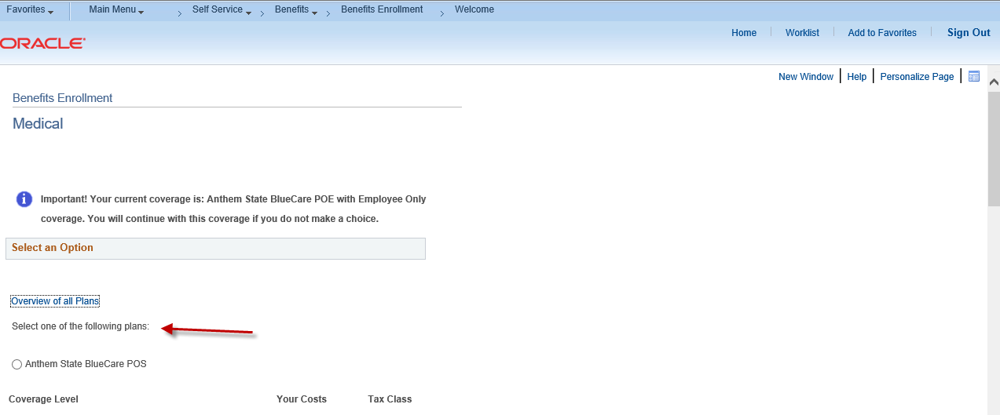 Favorites Main Menu Self Service Benefits Benefits Enrollment Welcome
ORACLE
Home Worklist Add to Favorites Sign Out
New Window Help Personalize Page
Benefits Enrollment
Medical
Important! Your current coverage is: Anthem State BlueCare POE with Employee Only
coverage. You will continue with this coverage if you do not make a choice.
Select an Option
Overview of all Plans
Select one of the following plans:
Anthem State BlueCare POS
Coverage Level Your Costs Tax Class